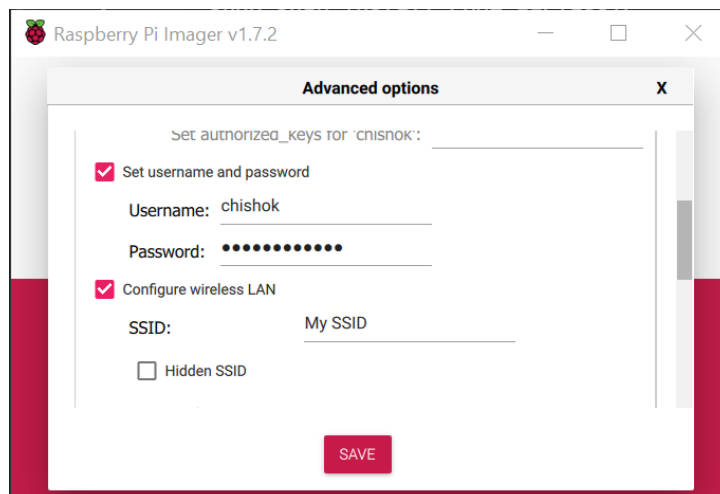 Raspberry Pi Imager v1.7.2
Advanced options
X
Set authorized_keys for 'chishok':
Set username and password
Username: chishok
Password: ••••••••••••
Configure wireless LAN
SSID: My SSID
Hidden SSID
SAVE